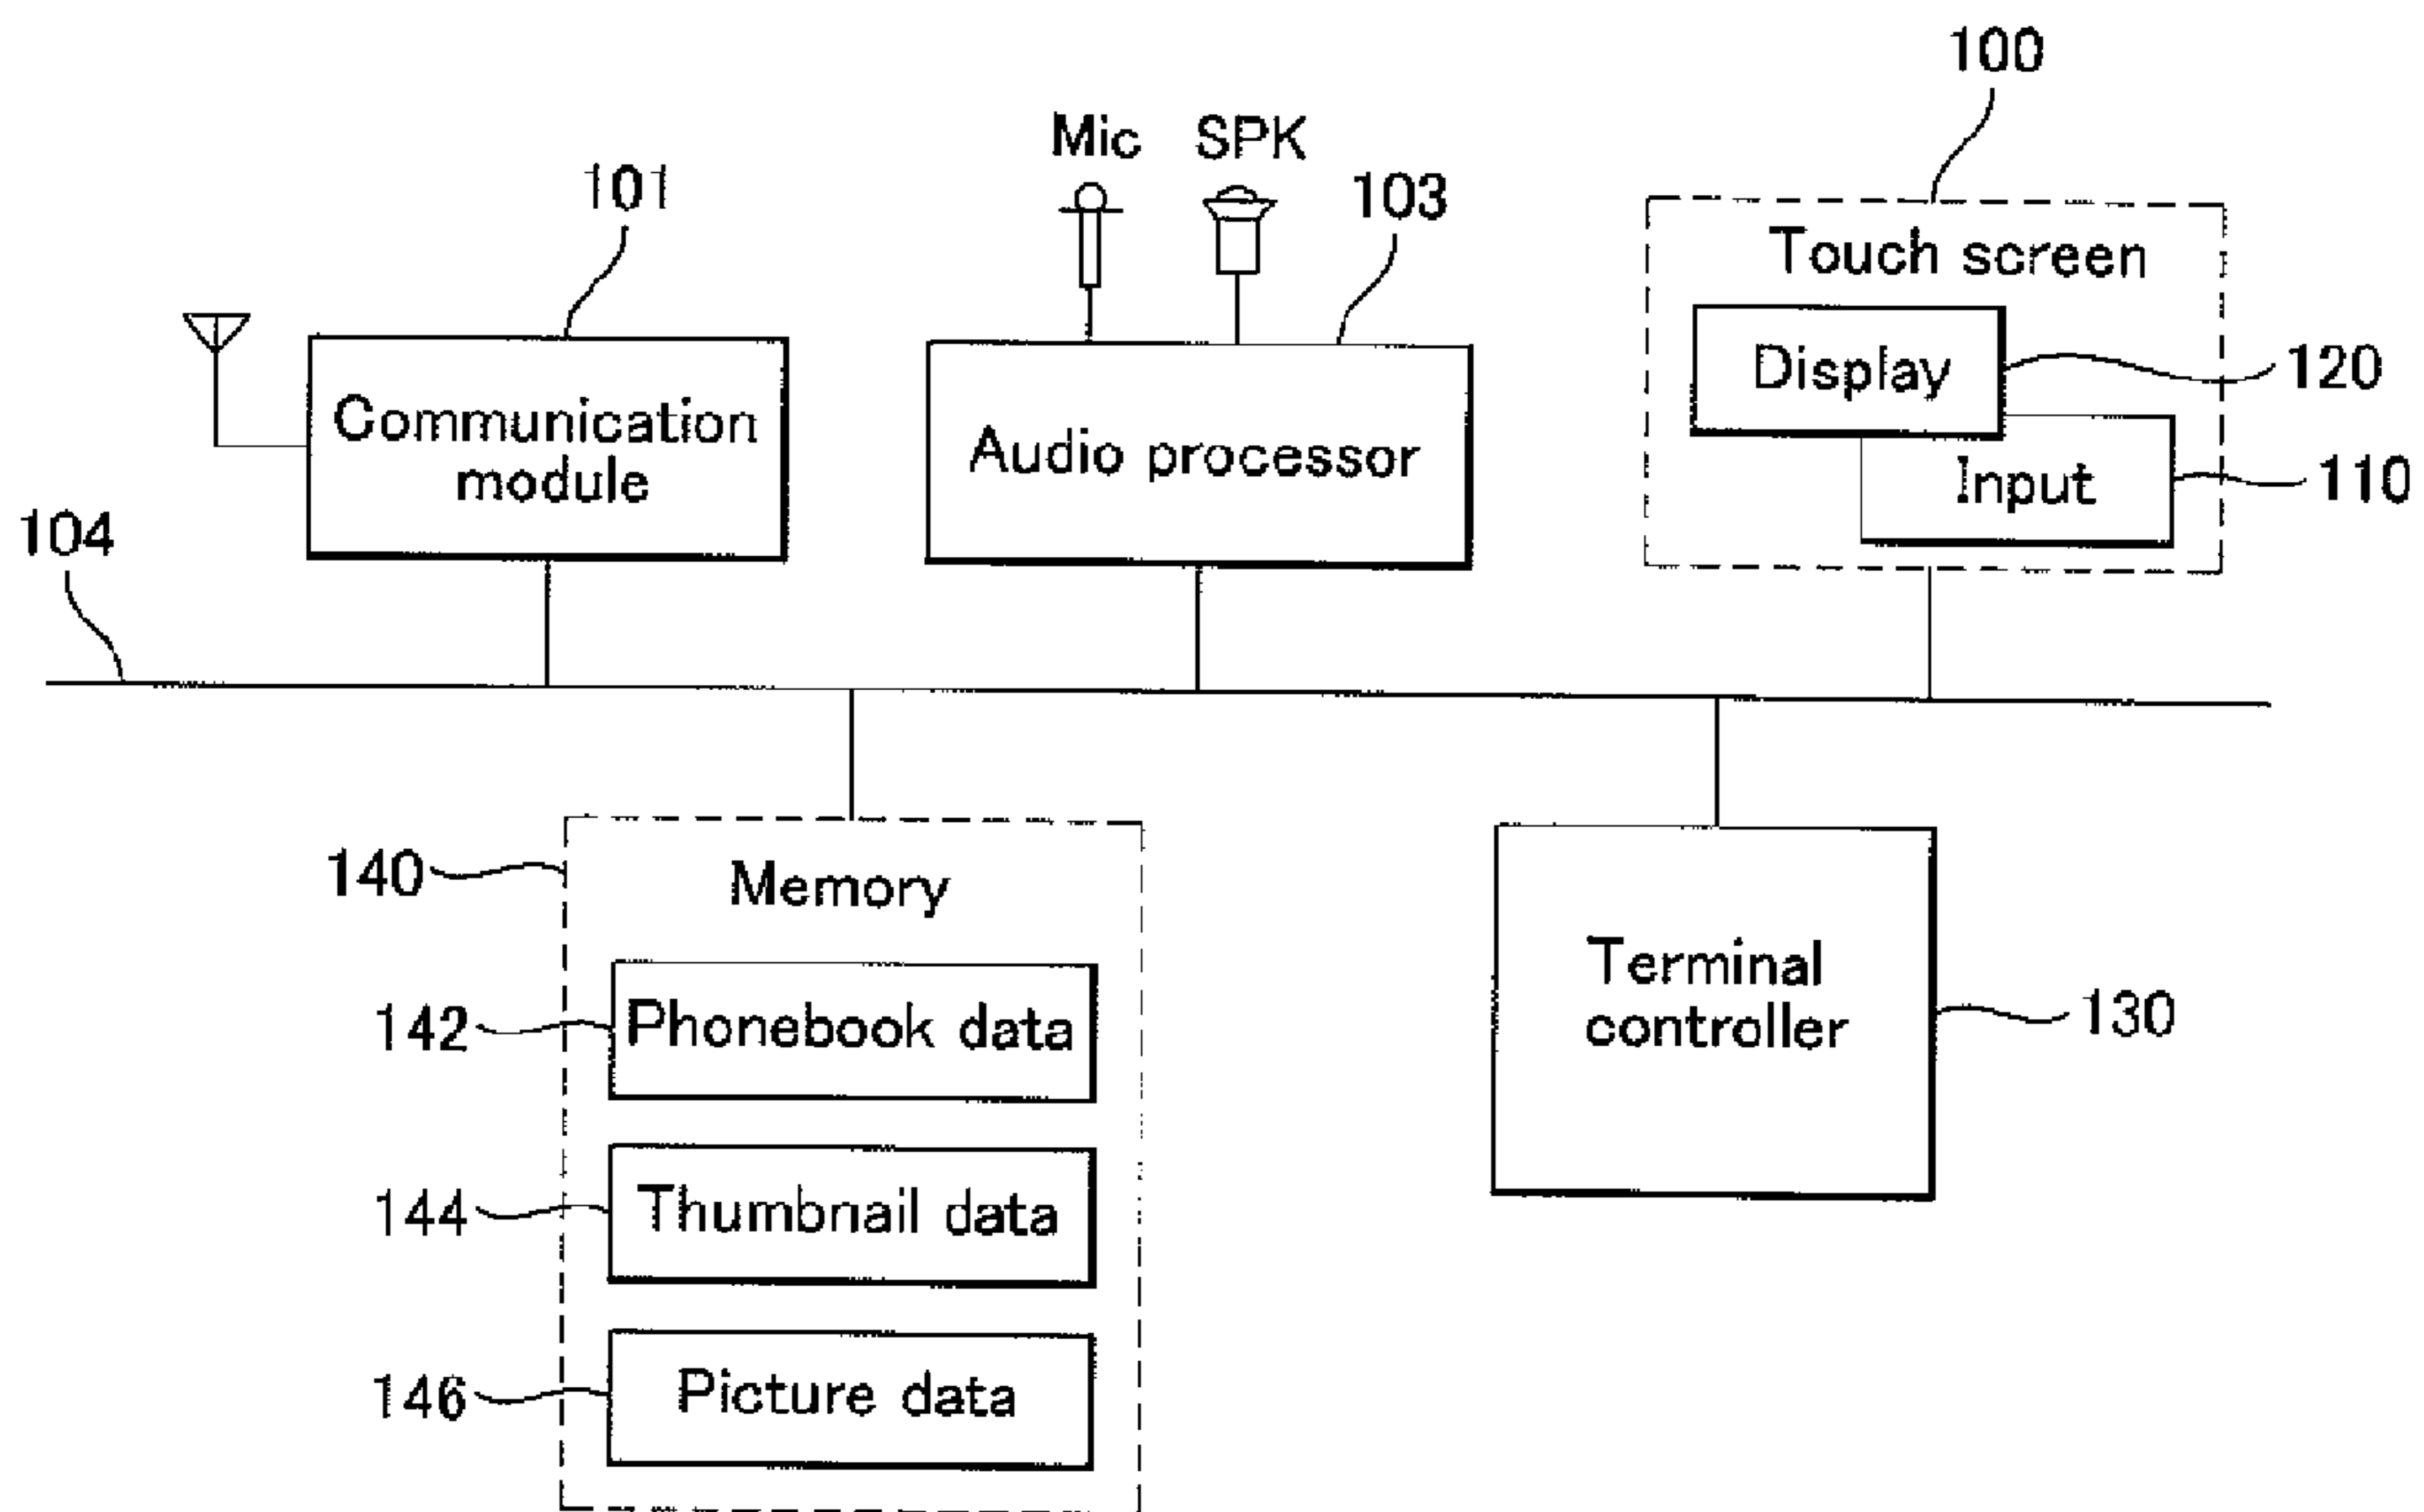 100
Mic SPK
101
103
Touch screen
Display
120
Communication
module
Audio processor
Input
110
104
140
Memory
Terminal
controller
130
142
Phonebook data
144
Thumbnail data
146
Picture data